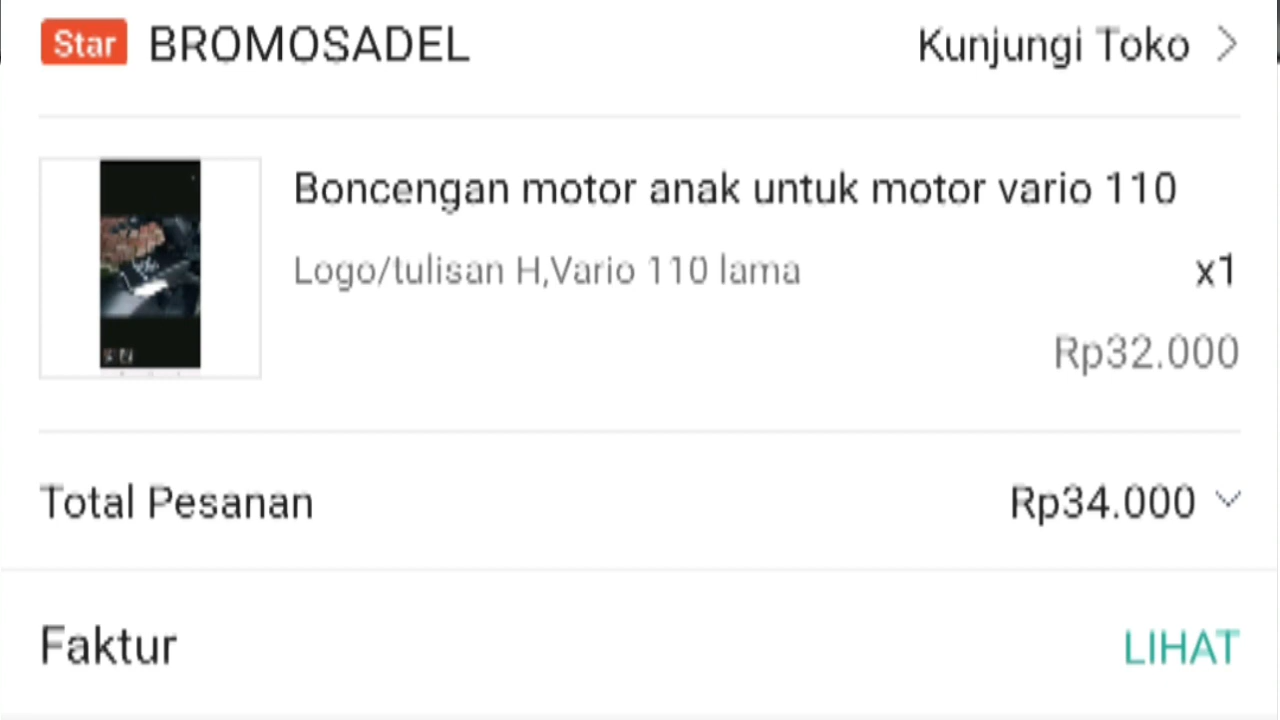 Star BROMOSADEL Kunjungi Toko
Boncengan motor anak untuk motor vario 110
Logo/tulisan H,Vario 110 lama x1
Rp32.000
Total Pesanan Rp34.000
Faktur LIHAT